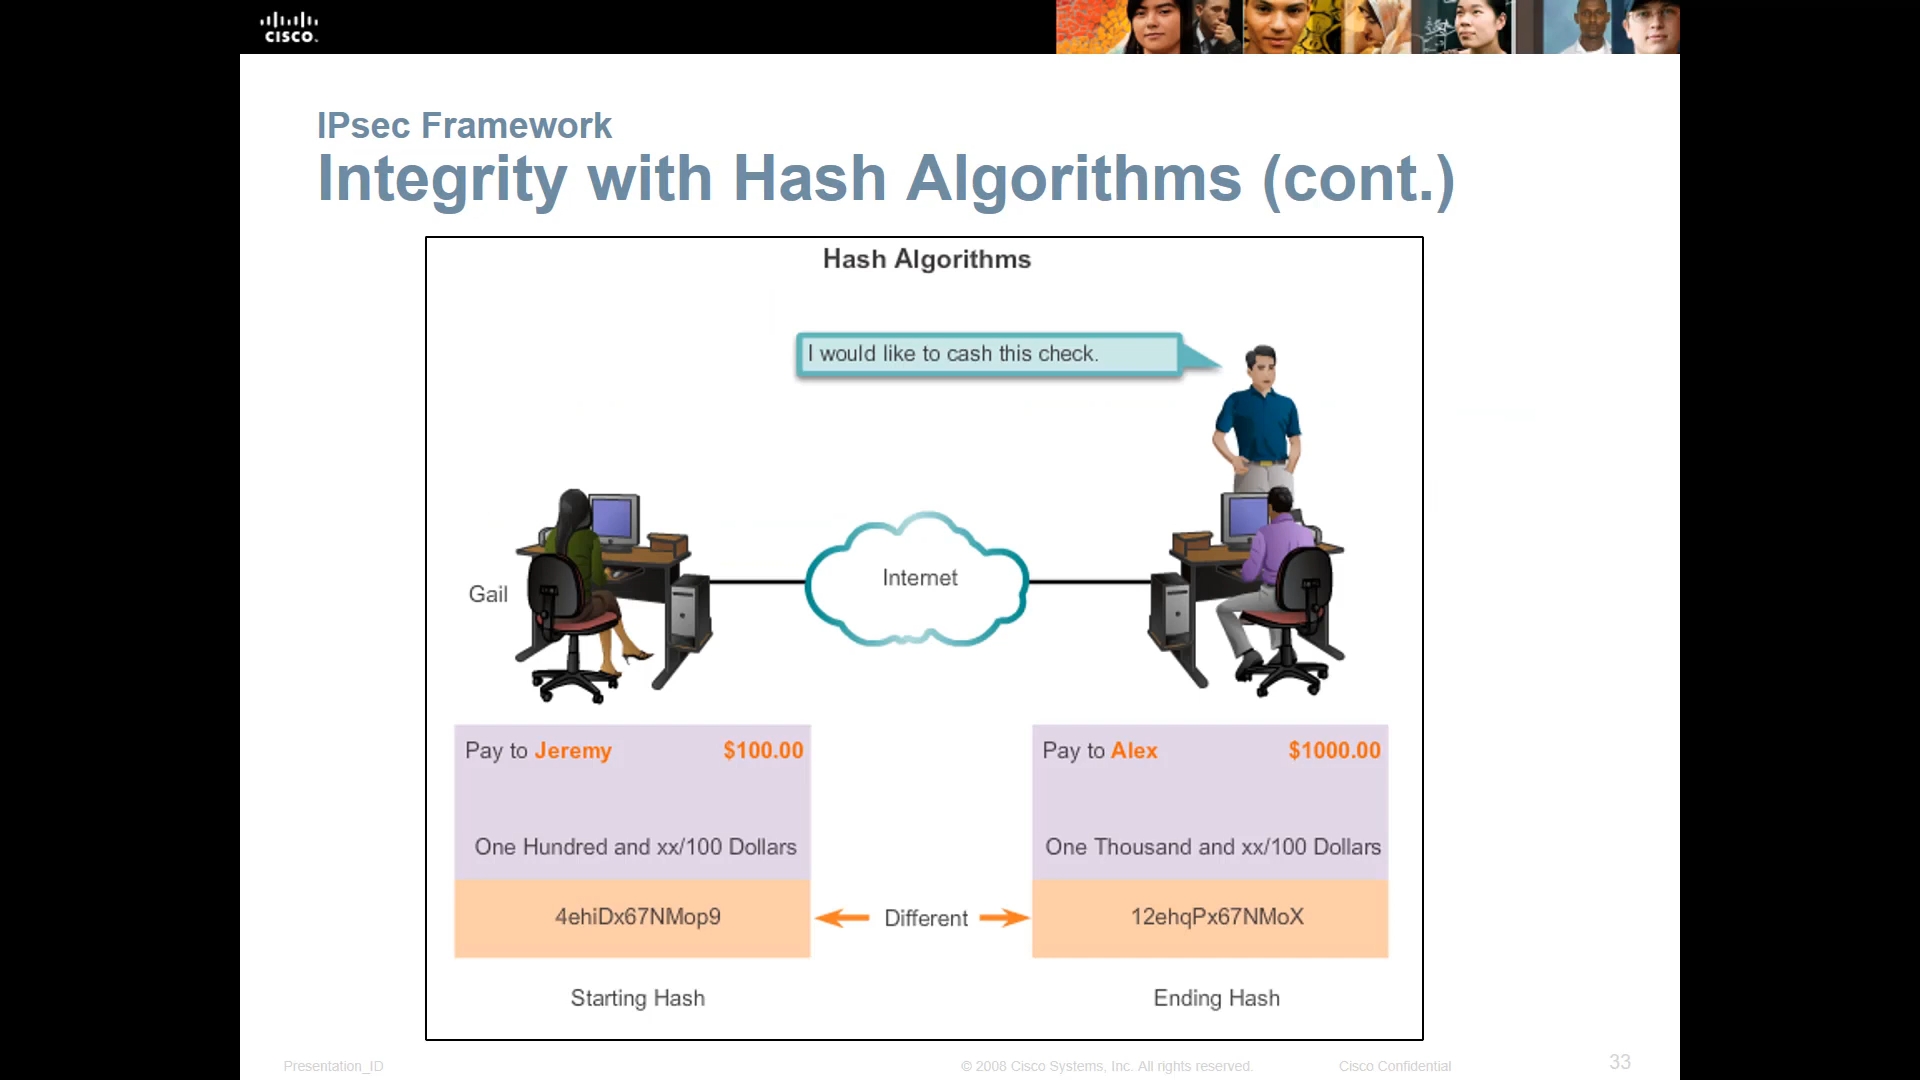 CISCO.
IPsec Framework
Integrity with Hash Algorithms (cont.)
Hash Algorithms
I would like to cash this check.
Internet
Gail
Pay to Jeremy $100.00
One Hundred and xx/100 Dollars
4ehiDx67NMop9
Pay to Alex $1000.00
One Thousand and xx/100 Dollars
12ehqPx67NMoX
Different
Starting Hash
Ending Hash
Presentation_ID
© 2008 Cisco Systems, Inc. All rights reserved.
Cisco Confidential
33